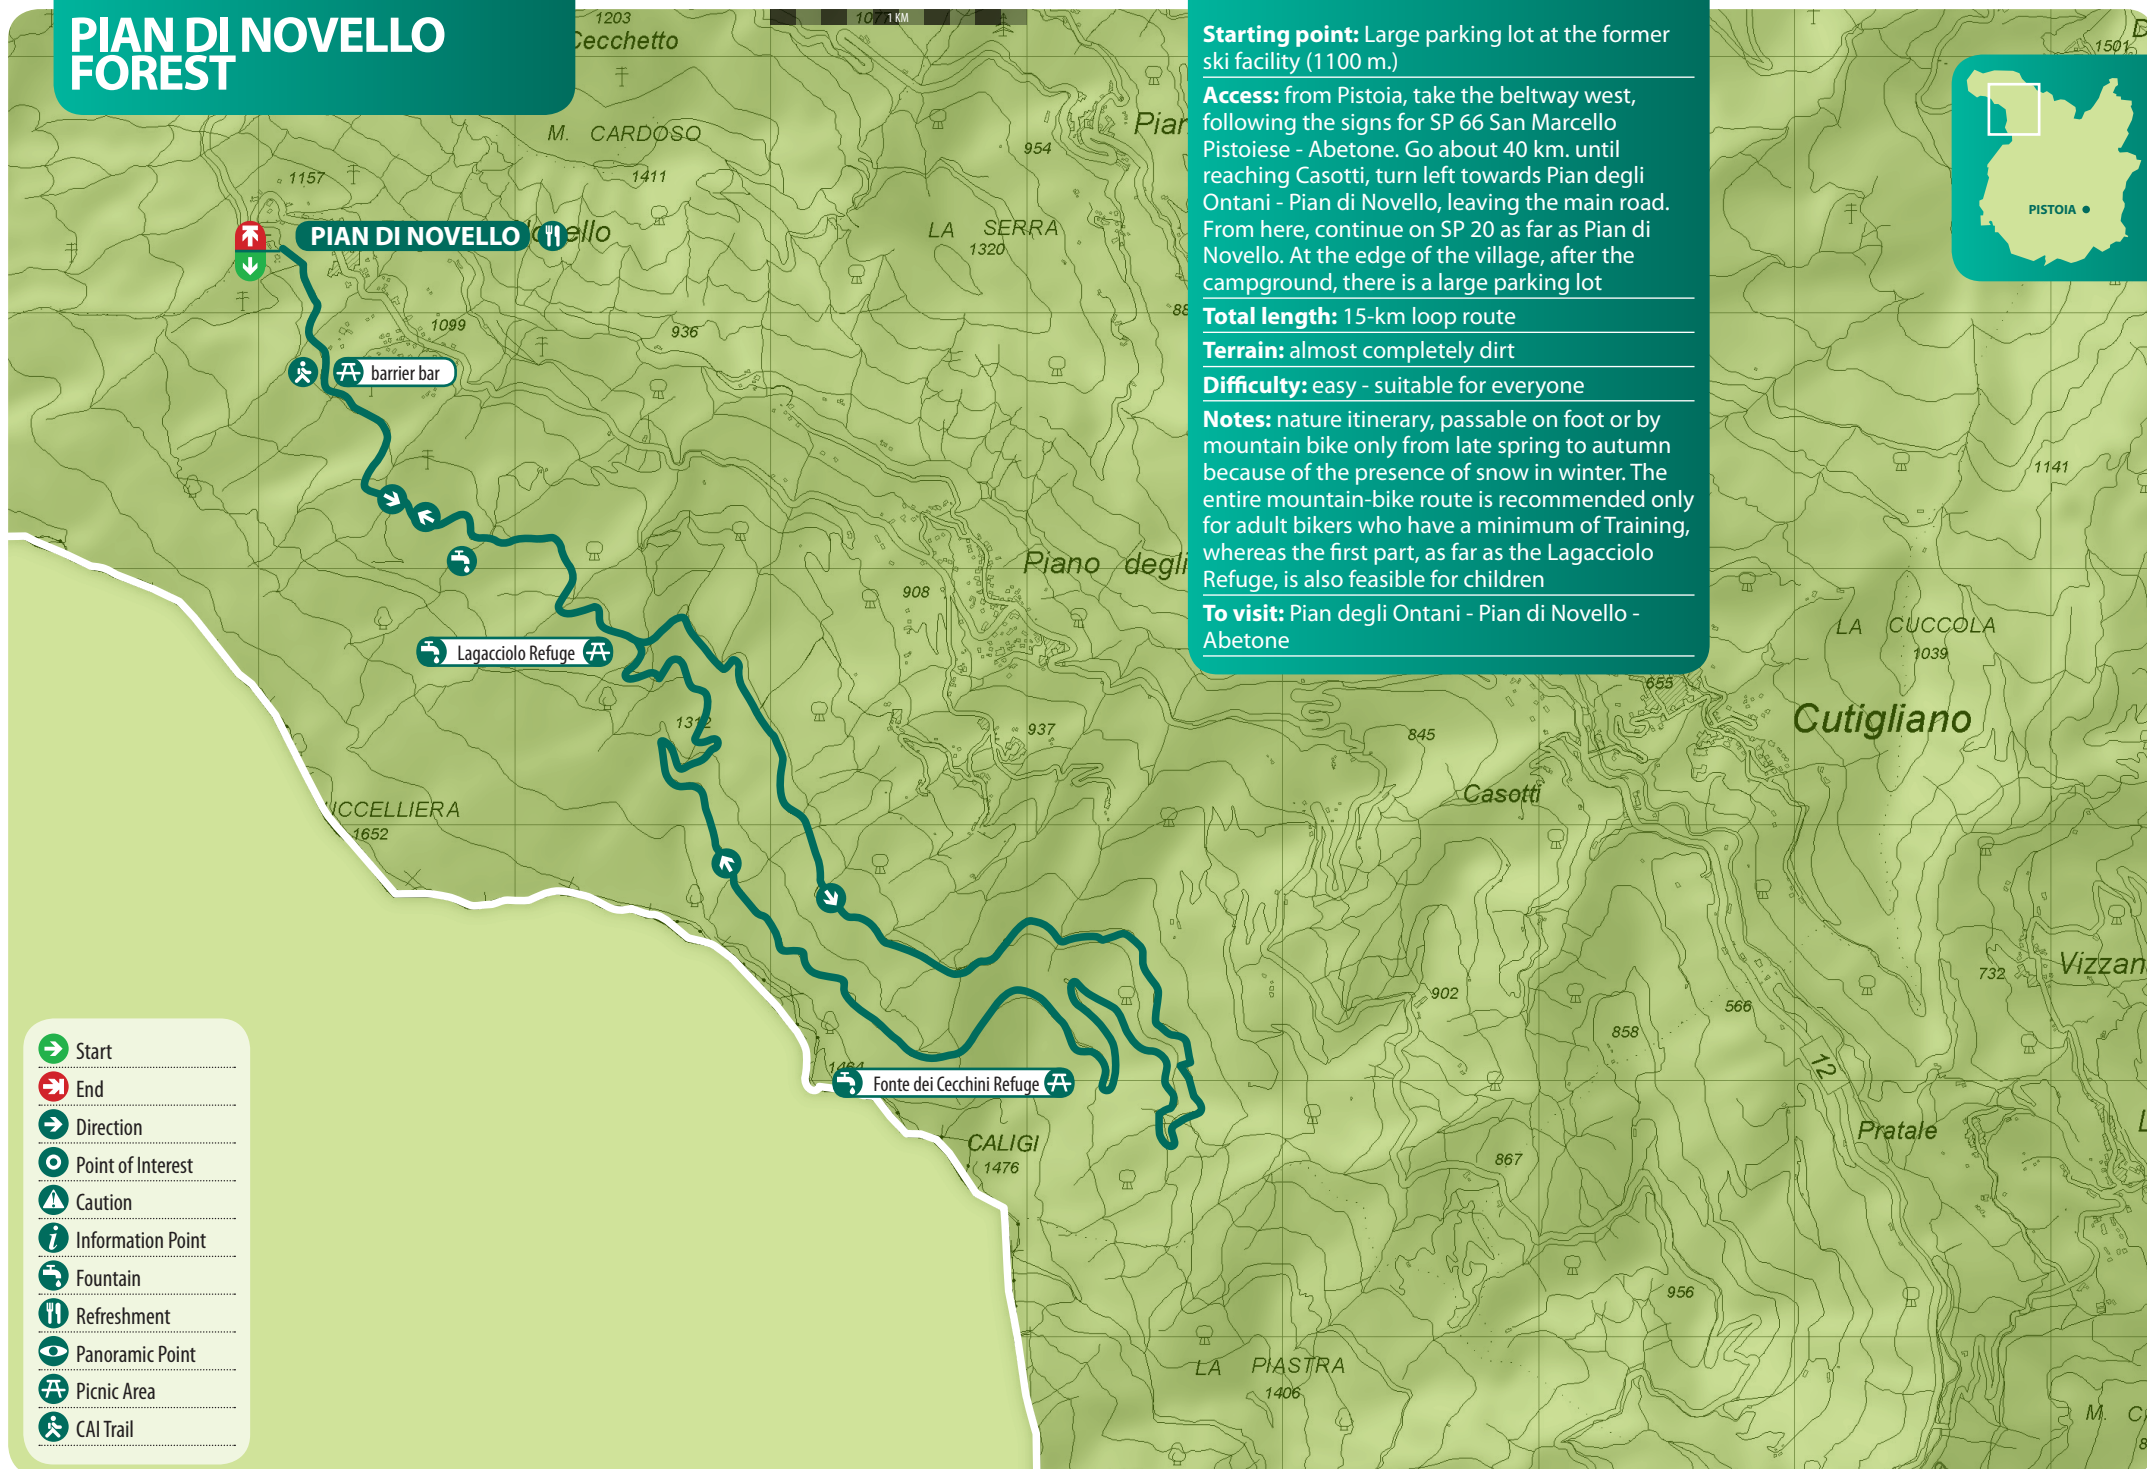 PIAN DI NOVELLO
FOREST
1203
Cecchetto
1 KM
Starting point: Large parking lot at the former
ski facility (1100 m.)
Access: from Pistoia, take the beltway west,
following the signs for SP 66 San Marcello
Pistoiese - Abetone. Go about 40 km. until
reaching Casotti, turn left towards Pian degli
Ontani - Pian di Novello, leaving the main road.
From here, continue on SP 20 as far as Pian di
Novello. At the edge of the village, after the
campground, there is a large parking lot
Total length: 15-km loop route
Terrain: almost completely dirt
Difficulty: easy - suitable for everyone
Notes: nature itinerary, passable on foot or by
mountain bike only from late spring to autumn
because of the presence of snow in winter. The
entire mountain-bike route is recommended only
for adult bikers who have a minimum of Training,
whereas the first part, as far as the Lagacciolo
Refuge, is also feasible for children
To visit: Pian degli Ontani - Pian di Novello -
Abetone
1501
PISTOIA
M. CARDOSO
1411
1157
954
Pian
LA SERRA
1320
PIAN DI NOVELLO
ello
1099
936
88
barrier bar
1141
Piano degli
908
LA CUCCOLA
1039
Lagacciolo Refuge
655
Cutigliano
1312
937
845
Casotti
UCCELLIERA
1652
902
566
858
732
Vizzan
12
1464
Fonte dei Cecchini Refuge
CALIGI
1476
867
Pratale
L
956
LA PIASTRA
1406
M. C
8
Start
End
Direction
Point of Interest
Caution
Information Point
Fountain
Refreshment
Panoramic Point
Picnic Area
CAI Trail